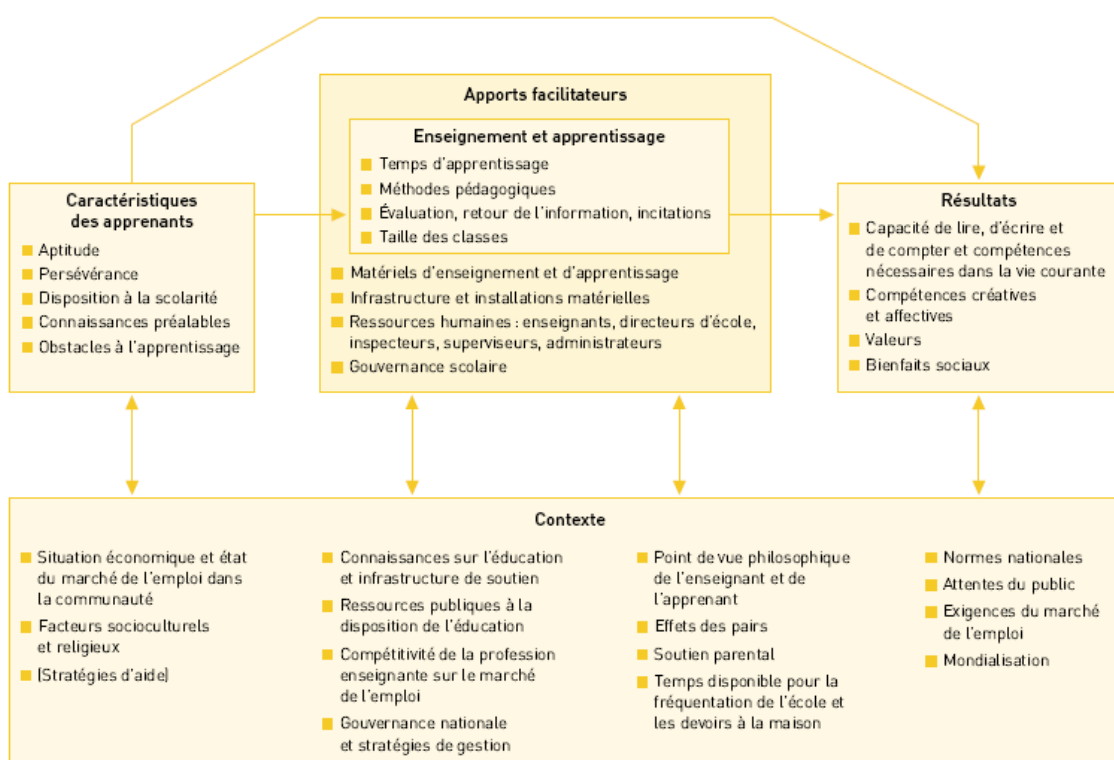 Apports facilitateurs
Enseignement et apprentissage
Temps d'apprentissage
Méthodes pédagogiques
Évaluation, retour de l'information, incitations
Taille des classes
Matériels d'enseignement et d'apprentissage
Infrastructure et installations matérielles
Ressources humaines : enseignants, directeurs d'école,
inspecteurs, superviseurs, administrateurs
Gouvernance scolaire
Caractéristiques
des apprenants
Aptitude
Persévérance
Disposition à la scolarité
Connaissances préalables
Obstacles à l'apprentissage
Résultats
Capacité de lire, d'écrire et
de compter et compétences
nécessaires dans la vie courante
Compétences créatives
et affectives
Valeurs
Bienfaits sociaux
Contexte
Situation économique et état
du marché de l'emploi dans
la communauté
Facteurs socioculturels
et religieux
(Stratégies d'aide)
Connaissances sur l'éducation
et infrastructure de soutien
Ressources publiques à la
disposition de l'éducation
Compétitivité de la profession
enseignante sur le marché
de l'emploi
Gouvernance nationale
et stratégies de gestion
Point de vue philosophique
de l'enseignant et de
l'apprenant
Effets des pairs
Soutien parental
Temps disponible pour la
fréquentation de l'école et
les devoirs à la maison
Normes nationales
Attentes du public
Exigences du marché
de l'emploi
Mondialisation